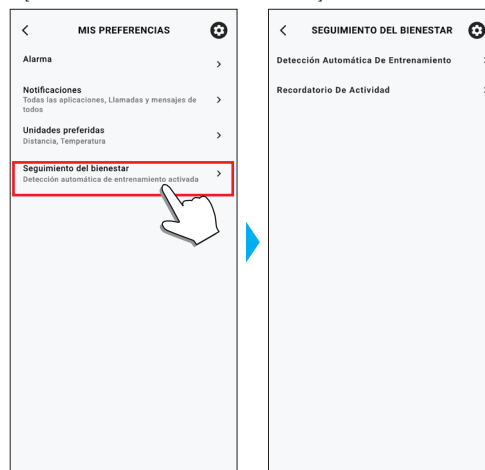 MIS PREFERENCIAS
Alarma
Notificaciones
Todas las aplicaciones, Llamadas y mensajes de
todos
Unidades preferidas
Distancia, Temperatura
Seguimiento del bienestar
Detección automática de entrenamiento activada
SEGUIMIENTO DEL BIENESTAR
Detección Automática De Entrenamiento
Recordatorio De Actividad